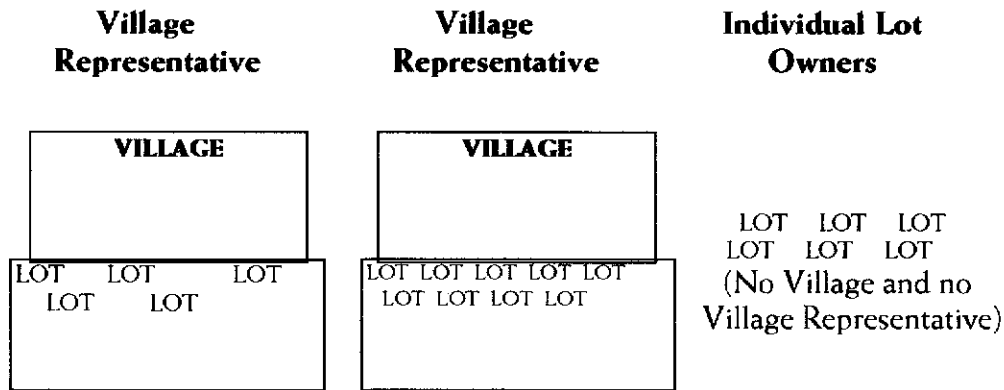 Village
Representative
VILLAGE
LOT LOT LOT
LOT LOT
Village
Representative
VILLAGE
LOT LOT LOT LOT LOT
LOT LOT LOT LOT
Individual Lot
Owners
LOT LOT LOT
LOT LOT LOT
(No Village and no
Village Representative)